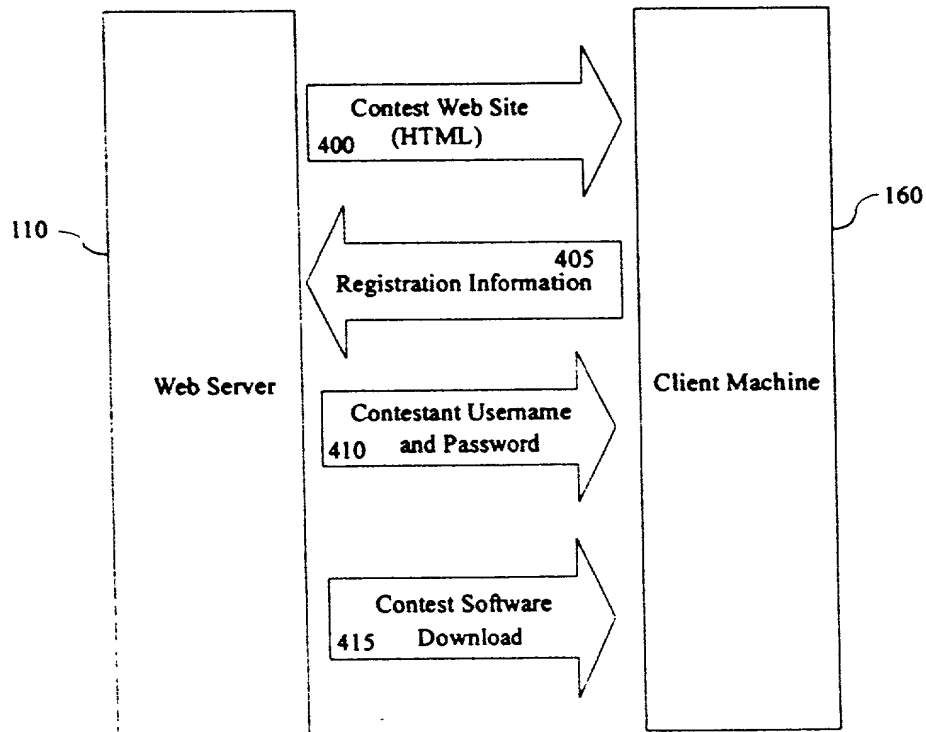 Contest Web Site
(HTML)
400
160
110
405
Registration Information
Web Server
Client Machine
Contestant Username
and Password
410
Contest Software
Download
415